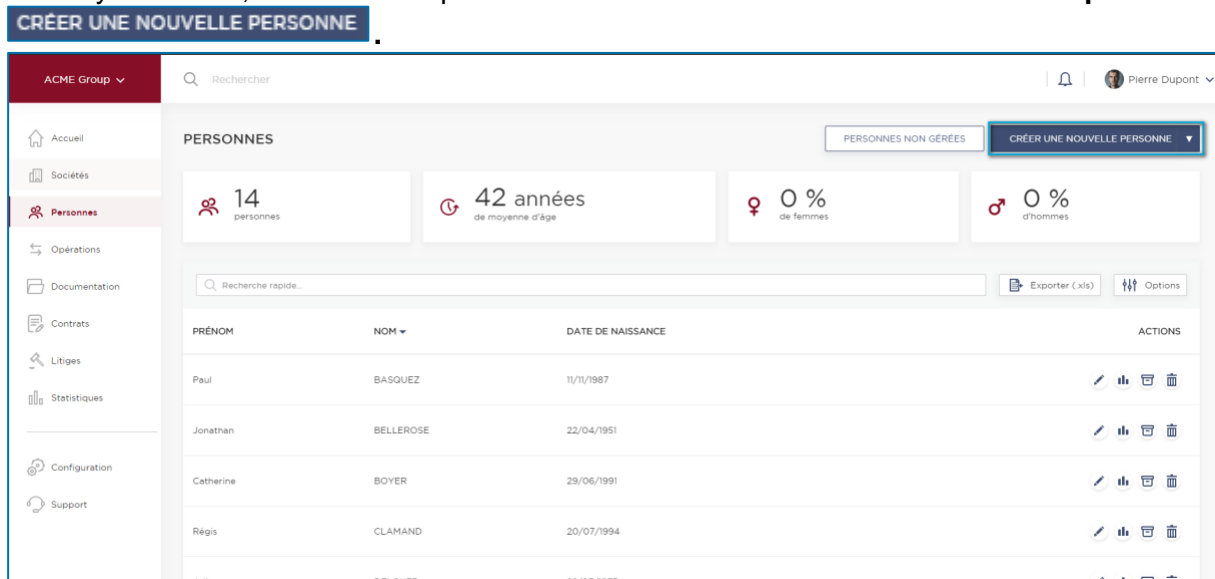 CRÉER UNE NOUVELLE PERSONNE .
ACME Group Rechercher Pierre Dupont
Accueil
PERSONNES PERSONNES NON GÉRÉES CRÉER UNE NOUVELLE PERSONNE
Sociétés
14 42 années 0 % 0 %
personnes de moyenne d'âge de femmes d'hommes
Personnes
Opérations
Documentation
Recherche rapide... Exporter (.xls) Options
Contrats
PRÉNOM NOM DATE DE NAISSANCE ACTIONS
Litiges
Paul BASQUEZ 11/11/1987
Statistiques
Jonathan BELLEROSE 22/04/1951
Configuration
Catherine BOYER 29/06/1991
Support
Régis CLAMAND 20/07/1994